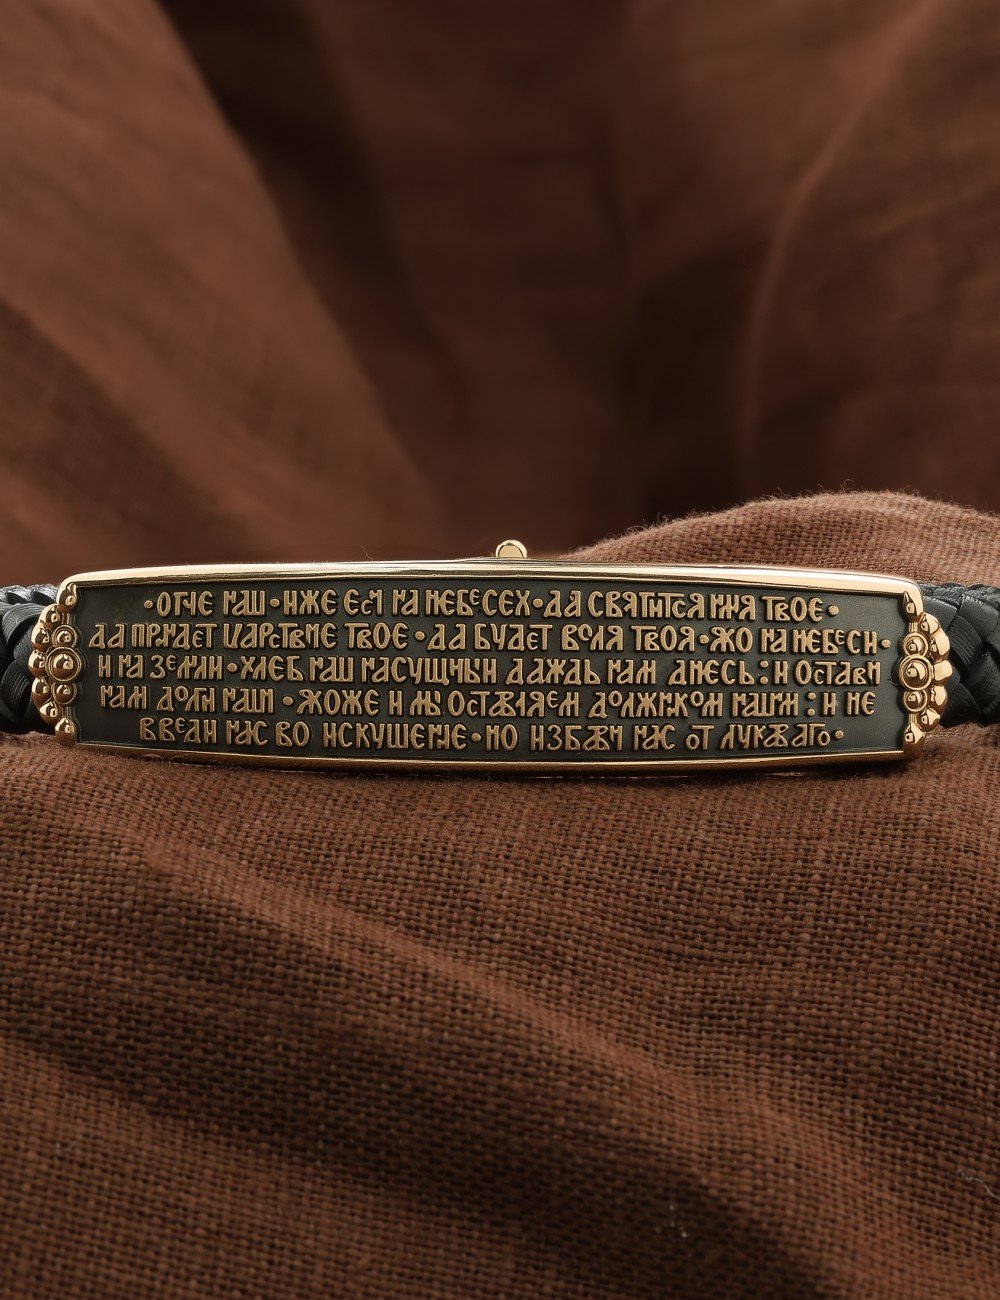 ·ОТЧЕ НАШ·ИЖЕ ЕСИ НА НЕБЕСЕХ·ДА СВЯТИТСЯ ИМЯ ТВОЕ·
ДА ПРИИДЕТ ЦАРСТВИЕ ТВОЕ·ДА БУДЕТ ВОЛЯ ТВОЯ·ЯКО НА НЕБЕСИ·
И НА ЗЕМЛИ·ХЛЕБ НАШ НАСУЩНЫИ ДАЖДЬ НАМ ДНЕСЬ:И ОСТАВИ
НАМ ДОЛГИ НАШИ·ЯКОЖЕ И МЫ ОСТАВЛЯЕМ ДОЛЖНИКОМ НАШИМ:И НЕ
ВВЕДИ НАС ВО ИСКУШЕНИЕ·НО ИЗБАВИ НАС ОТ ЛУКАВАГО·